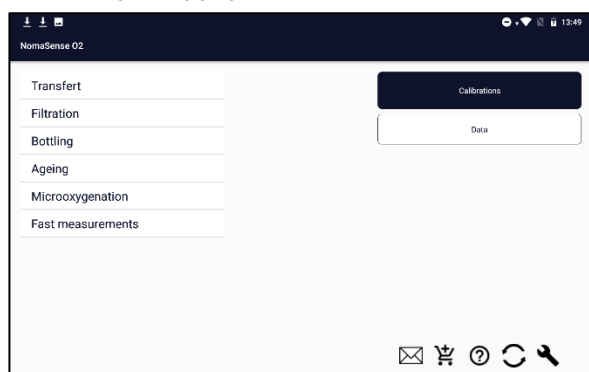 13:49
NomaSense O2
Transfert
Filtration
Bottling
Ageing
Microoxygenation
Fast measurements
Calibrations
Data